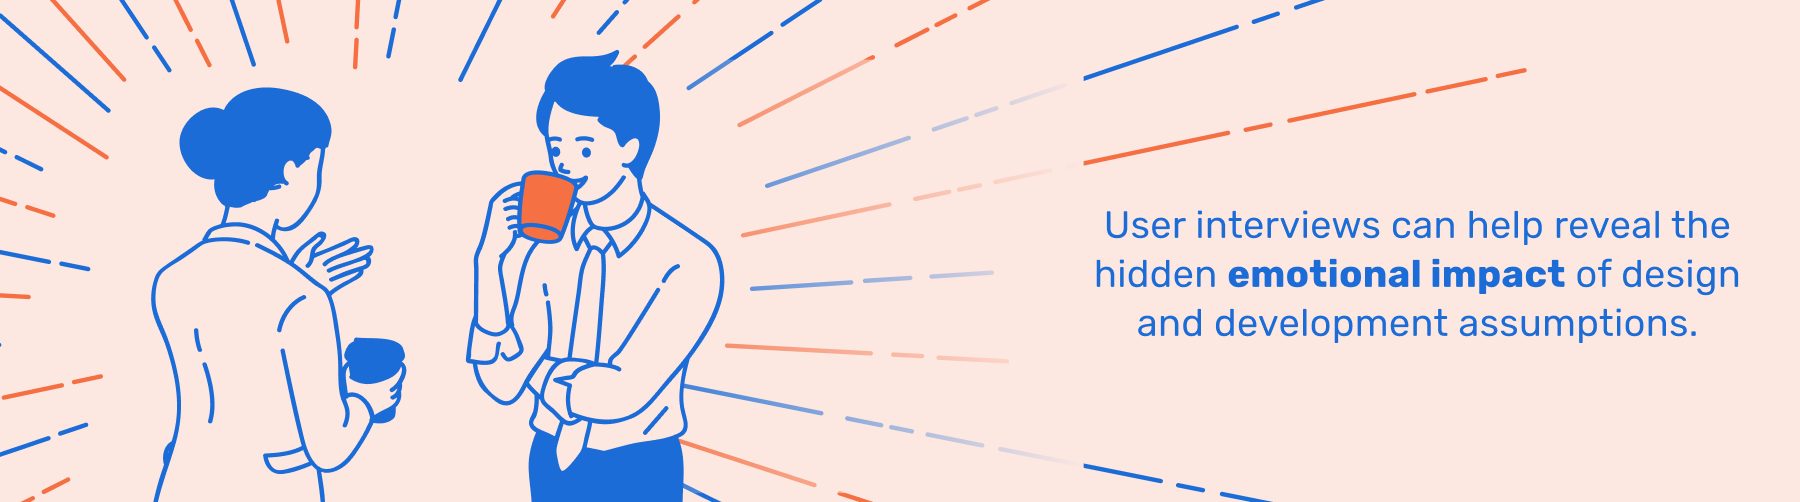 User interviews can help reveal the
hidden emotional impact of design
and development assumptions.